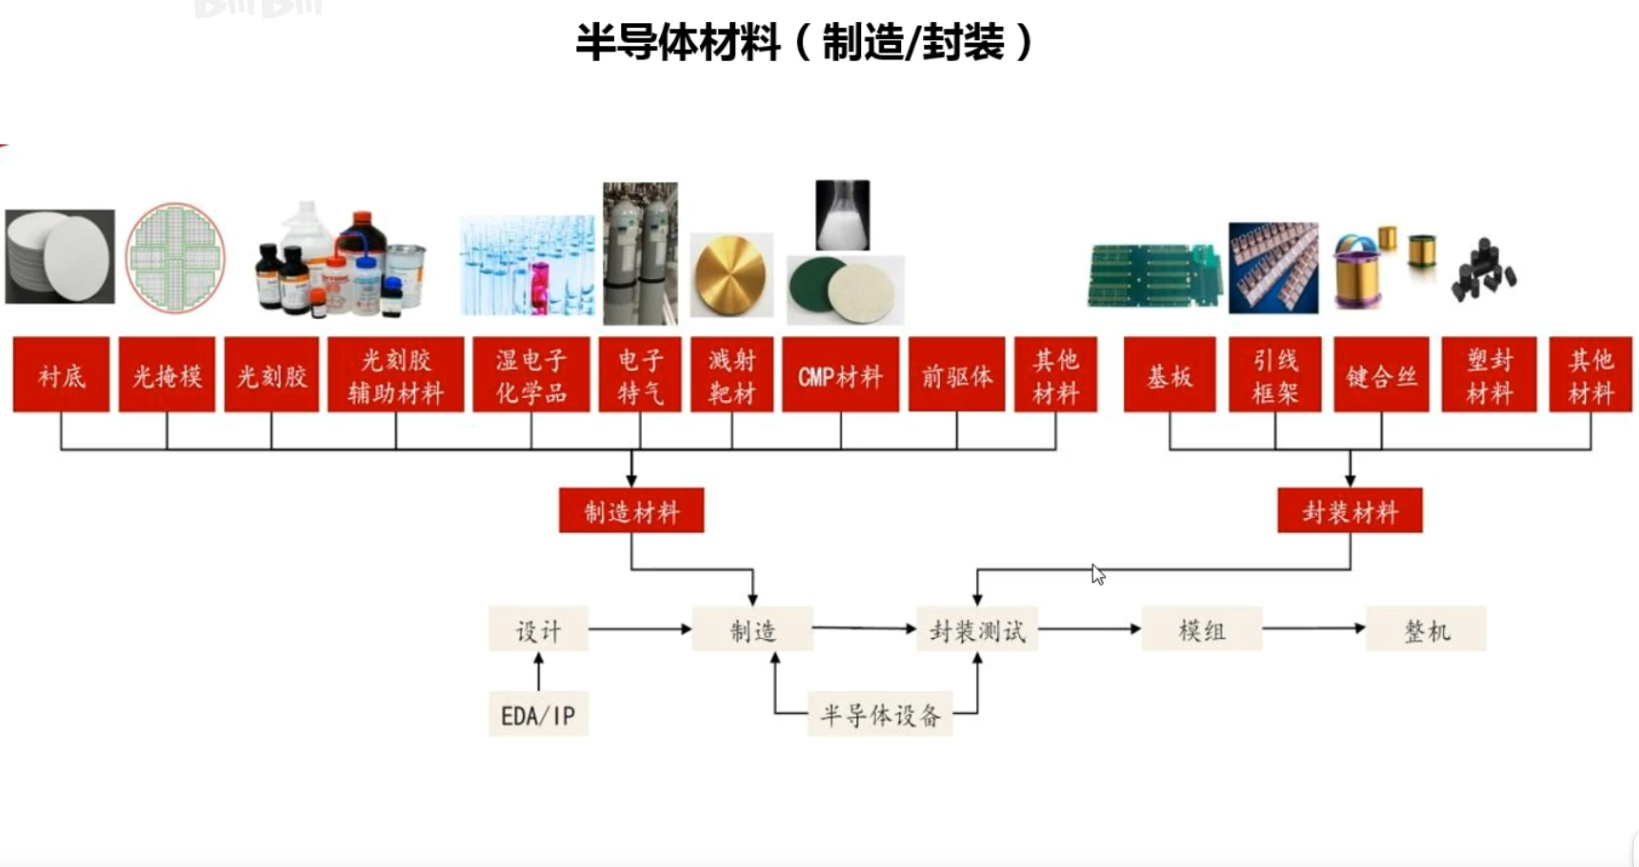 半导体材料（制造/封装）
衬底
光掩模
光刻胶
光刻胶
辅助材料
湿电子
化学品
电子
特气
溅射
靶材
CMP材料
前驱体
其他
材料
基板
引线
框架
键合丝
塑封
材料
其他
材料
制造材料
封装材料
设计
制造
封装测试
模组
整机
EDA/IP
半导体设备